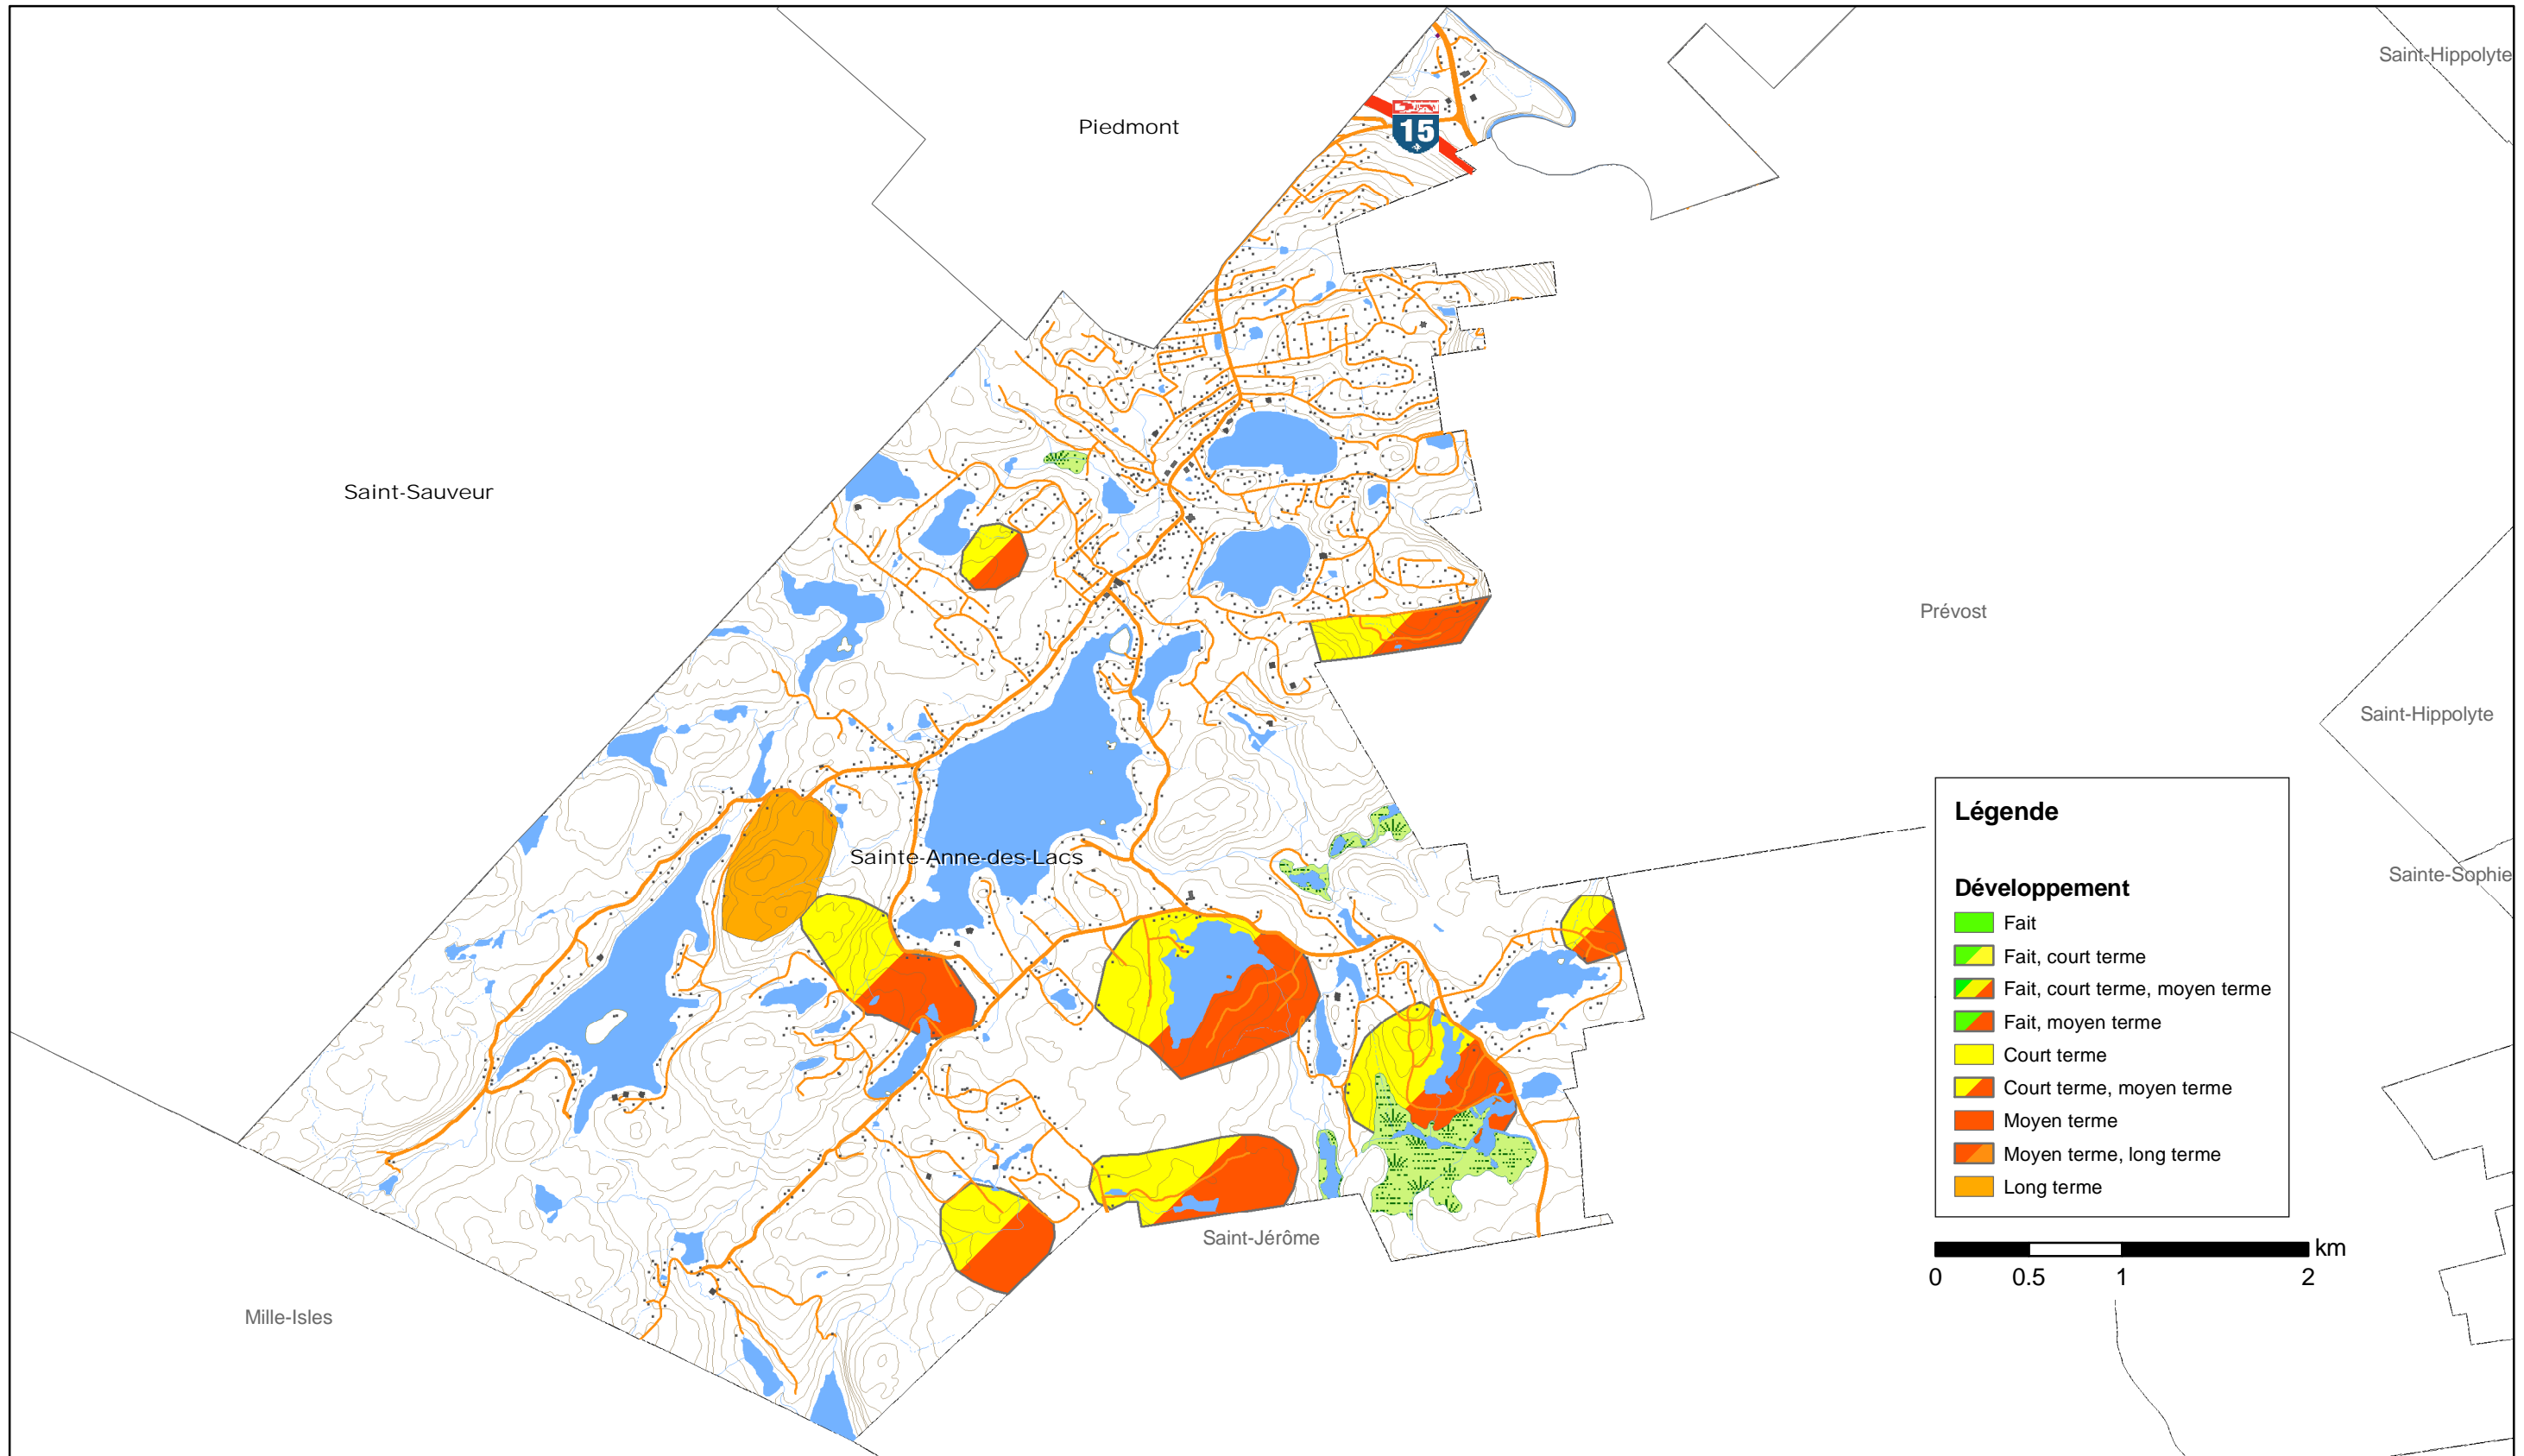 Saint-Hippolyte
Piedmont
15
Saint-Sauveur
Prévost
Saint-Hippolyte
Sainte-Anne-des-Lacs
Sainte-Sophie
Légende
Développement
Fait
Fait, court terme
Fait, court terme, moyen terme
Fait, moyen terme
Court terme
Court terme, moyen terme
Moyen terme
Moyen terme, long terme
Long terme
Saint-Jérôme
km
0 0.5 1 2
Mille-Isles